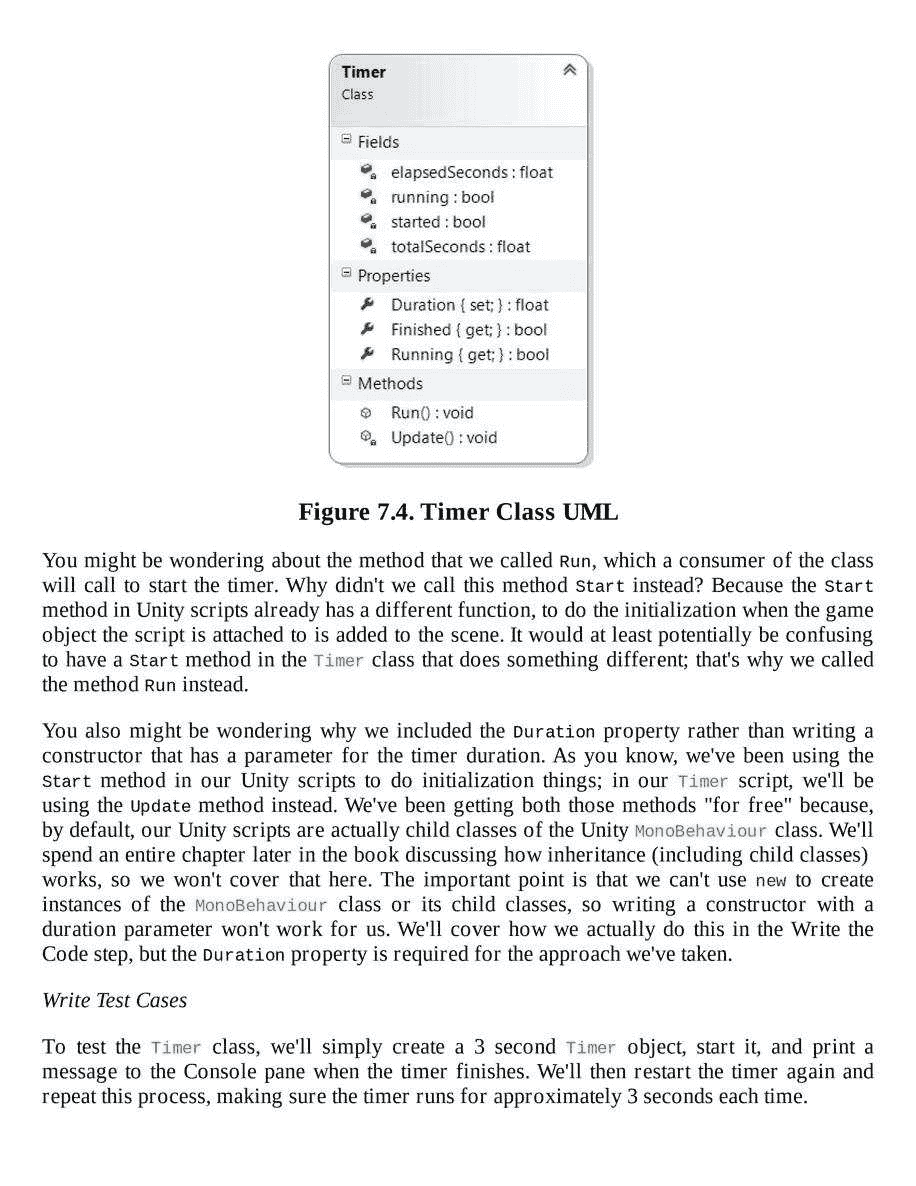 Timer
Class
Fields
elapsedSeconds : float
running : bool
started : bool
totalSeconds : float
Properties
Duration { set; } : float
Finished { get; } : bool
Running { get; } : bool
Methods
Run() : void
Update() : void
Figure 7.4. Timer Class UML
You might be wondering about the method that we called Run, which a consumer of the class
will call to start the timer. Why didn't we call this method Start instead? Because the Start
method in Unity scripts already has a different function, to do the initialization when the game
object the script is attached to is added to the scene. It would at least potentially be confusing
to have a Start method in the Timer class that does something different; that's why we called
the method Run instead.
You also might be wondering why we included the Duration property rather than writing a
constructor that has a parameter for the timer duration. As you know, we've been using the
Start method in our Unity scripts to do initialization things; in our Timer script, we'll be
using the Update method instead. We've been getting both those methods "for free" because,
by default, our Unity scripts are actually child classes of the Unity MonoBehaviour class. We'll
spend an entire chapter later in the book discussing how inheritance (including child classes)
works, so we won't cover that here. The important point is that we can't use new to create
instances of the MonoBehaviour class or its child classes, so writing a constructor with a
duration parameter won't work for us. We'll cover how we actually do this in the Write the
Code step, but the Duration property is required for the approach we've taken.
Write Test Cases
To test the Timer class, we'll simply create a 3 second Timer object, start it, and print a
message to the Console pane when the timer finishes. We'll then restart the timer again and
repeat this process, making sure the timer runs for approximately 3 seconds each time.